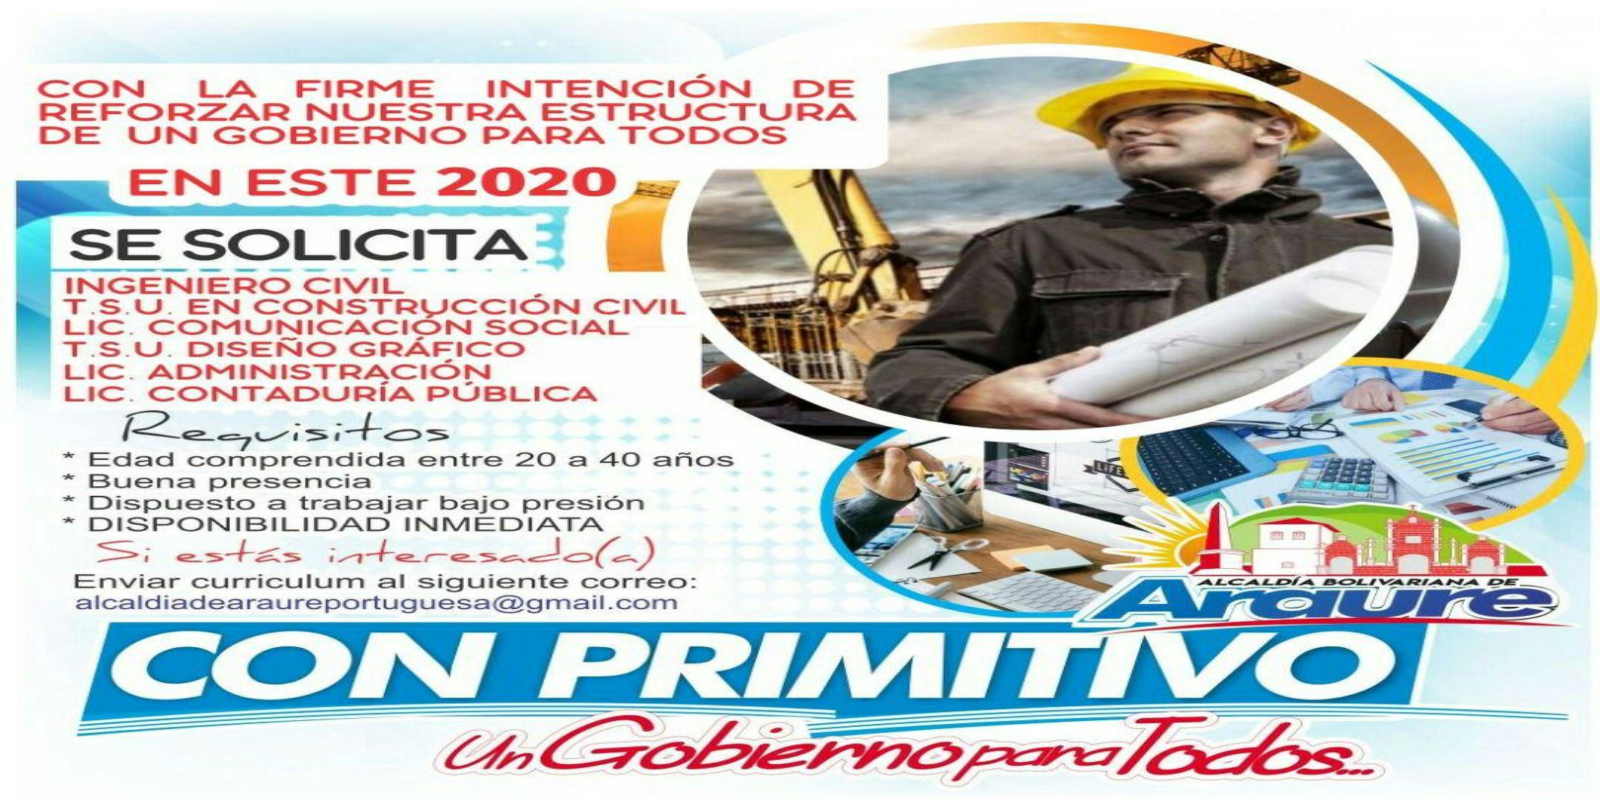 CON LA FIRME INTENCIÓN DE
REFORZAR NUESTRA ESTRUCTURA
DE UN GOBIERNO PARA TODOS
EN ESTE 2020
SE SOLICITA
INGENIERO CIVIL
T.S.U. EN CONSTRUCCIÓN CIVIL
LIC. COMUNICACIÓN SOCIAL
T.S.U. DISEÑO GRÁFICO
LIC. ADMINISTRACIÓN
LIC. CONTADURÍA PÚBLICA
Requisitos
* Edad comprendida entre 20 a 40 años
* Buena presencia
* Dispuesto a trabajar bajo presión
* DISPONIBILIDAD INMEDIATA
Si estás interesado(a)
Enviar curriculum al siguiente correo:
alcaldiadearaureportuguesa@gmail.com
LIFE
ALCALDÍA BOLIVARIANA DE
Araure
CON PRIMITIVO
Un Gobierno para Todos...